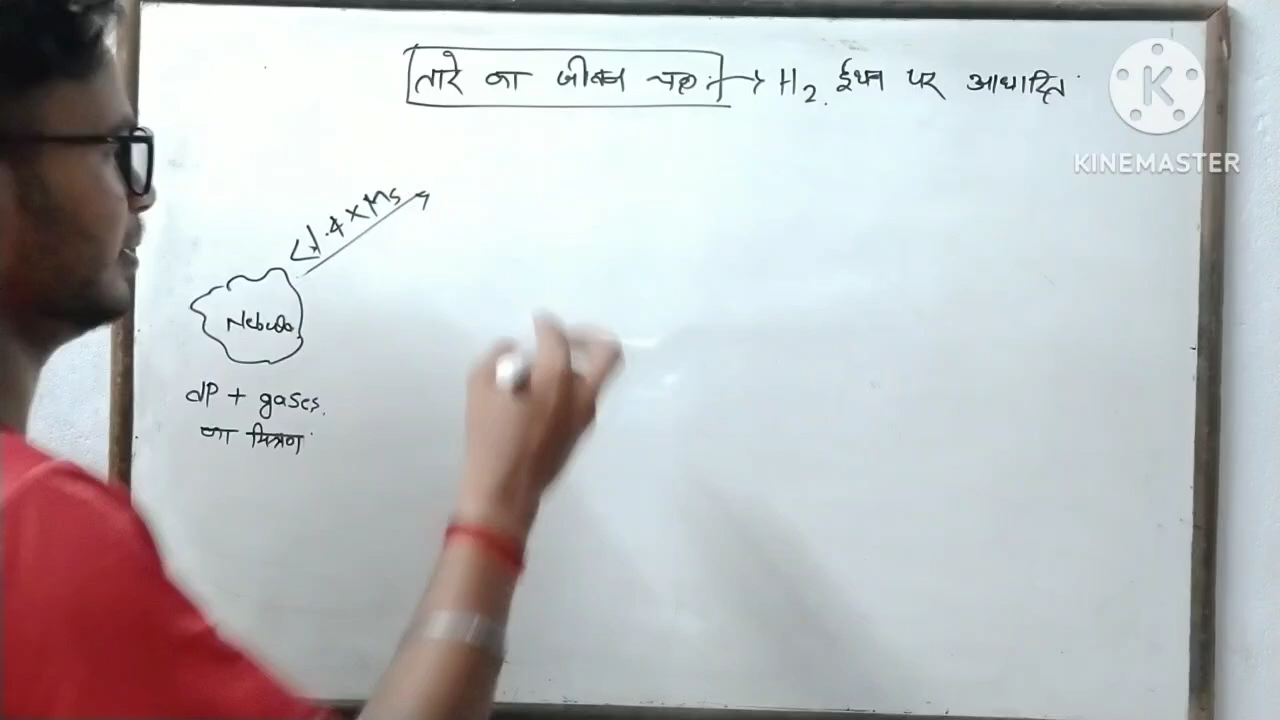 तारे का जीवन चक्र :-→ H2. ईंधन पर आधारित
KINEMASTER
<1.4×Ms
Nebula
dP + gases.
का मिश्रण